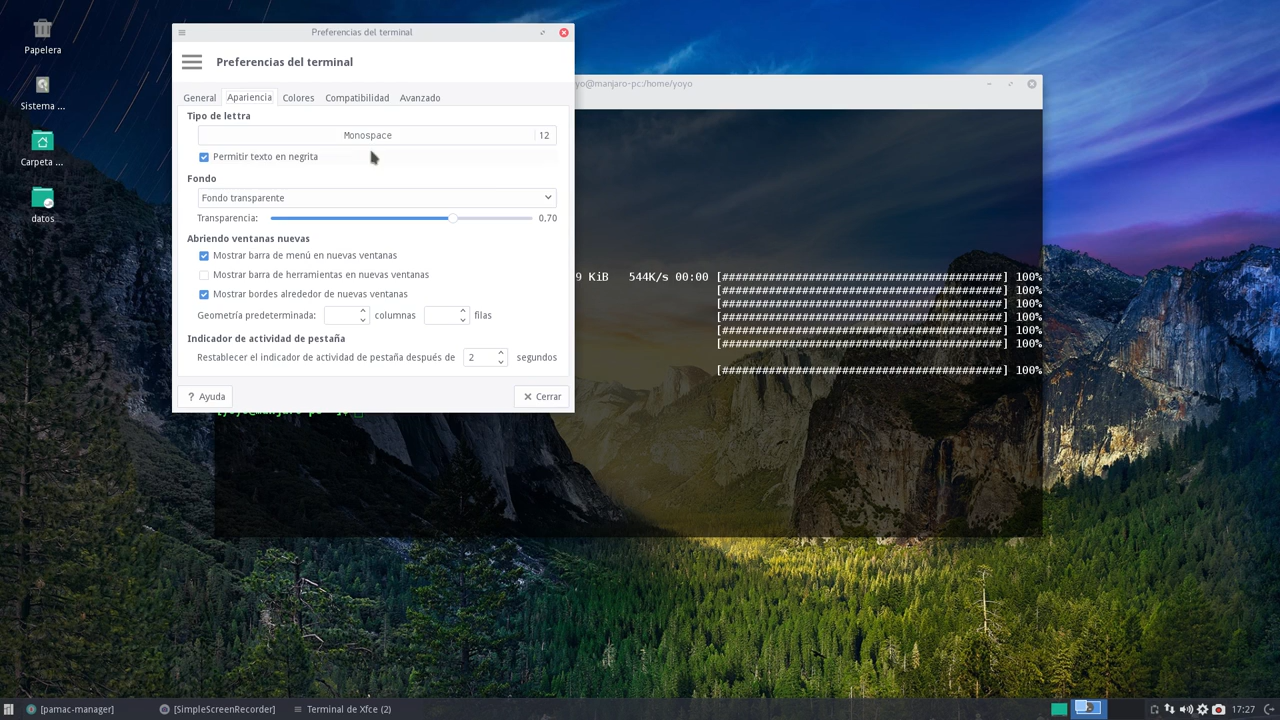 Papelera
Sistema ...
Carpeta ...
datos
Preferencias del terminal
Preferencias del terminal
General Apariencia Colores Compatibilidad Avanzado
Tipo de letra
Monospace 12
Permitir texto en negrita
Fondo
Fondo transparente
Transparencia: 0,70
Abriendo ventanas nuevas
Mostrar barra de menú en nuevas ventanas
Mostrar barra de herramientas en nuevas ventanas
Mostrar bordes alrededor de nuevas ventanas
Geometría predeterminada: columnas filas
Indicador de actividad de pestaña
Restablecer el indicador de actividad de pestaña después de 2 segundos
? Ayuda
Cerrar
yo@manjaro-pc:/home/yoyo
9 KiB 544K/s 00:00 [##########################################] 100%
[##########################################] 100%
[##########################################] 100%
[##########################################] 100%
[##########################################] 100%
[##########################################] 100%
[##########################################] 100%
[pamac-manager] [SimpleScreenRecorder] Terminal de Xfce (2) 17:27